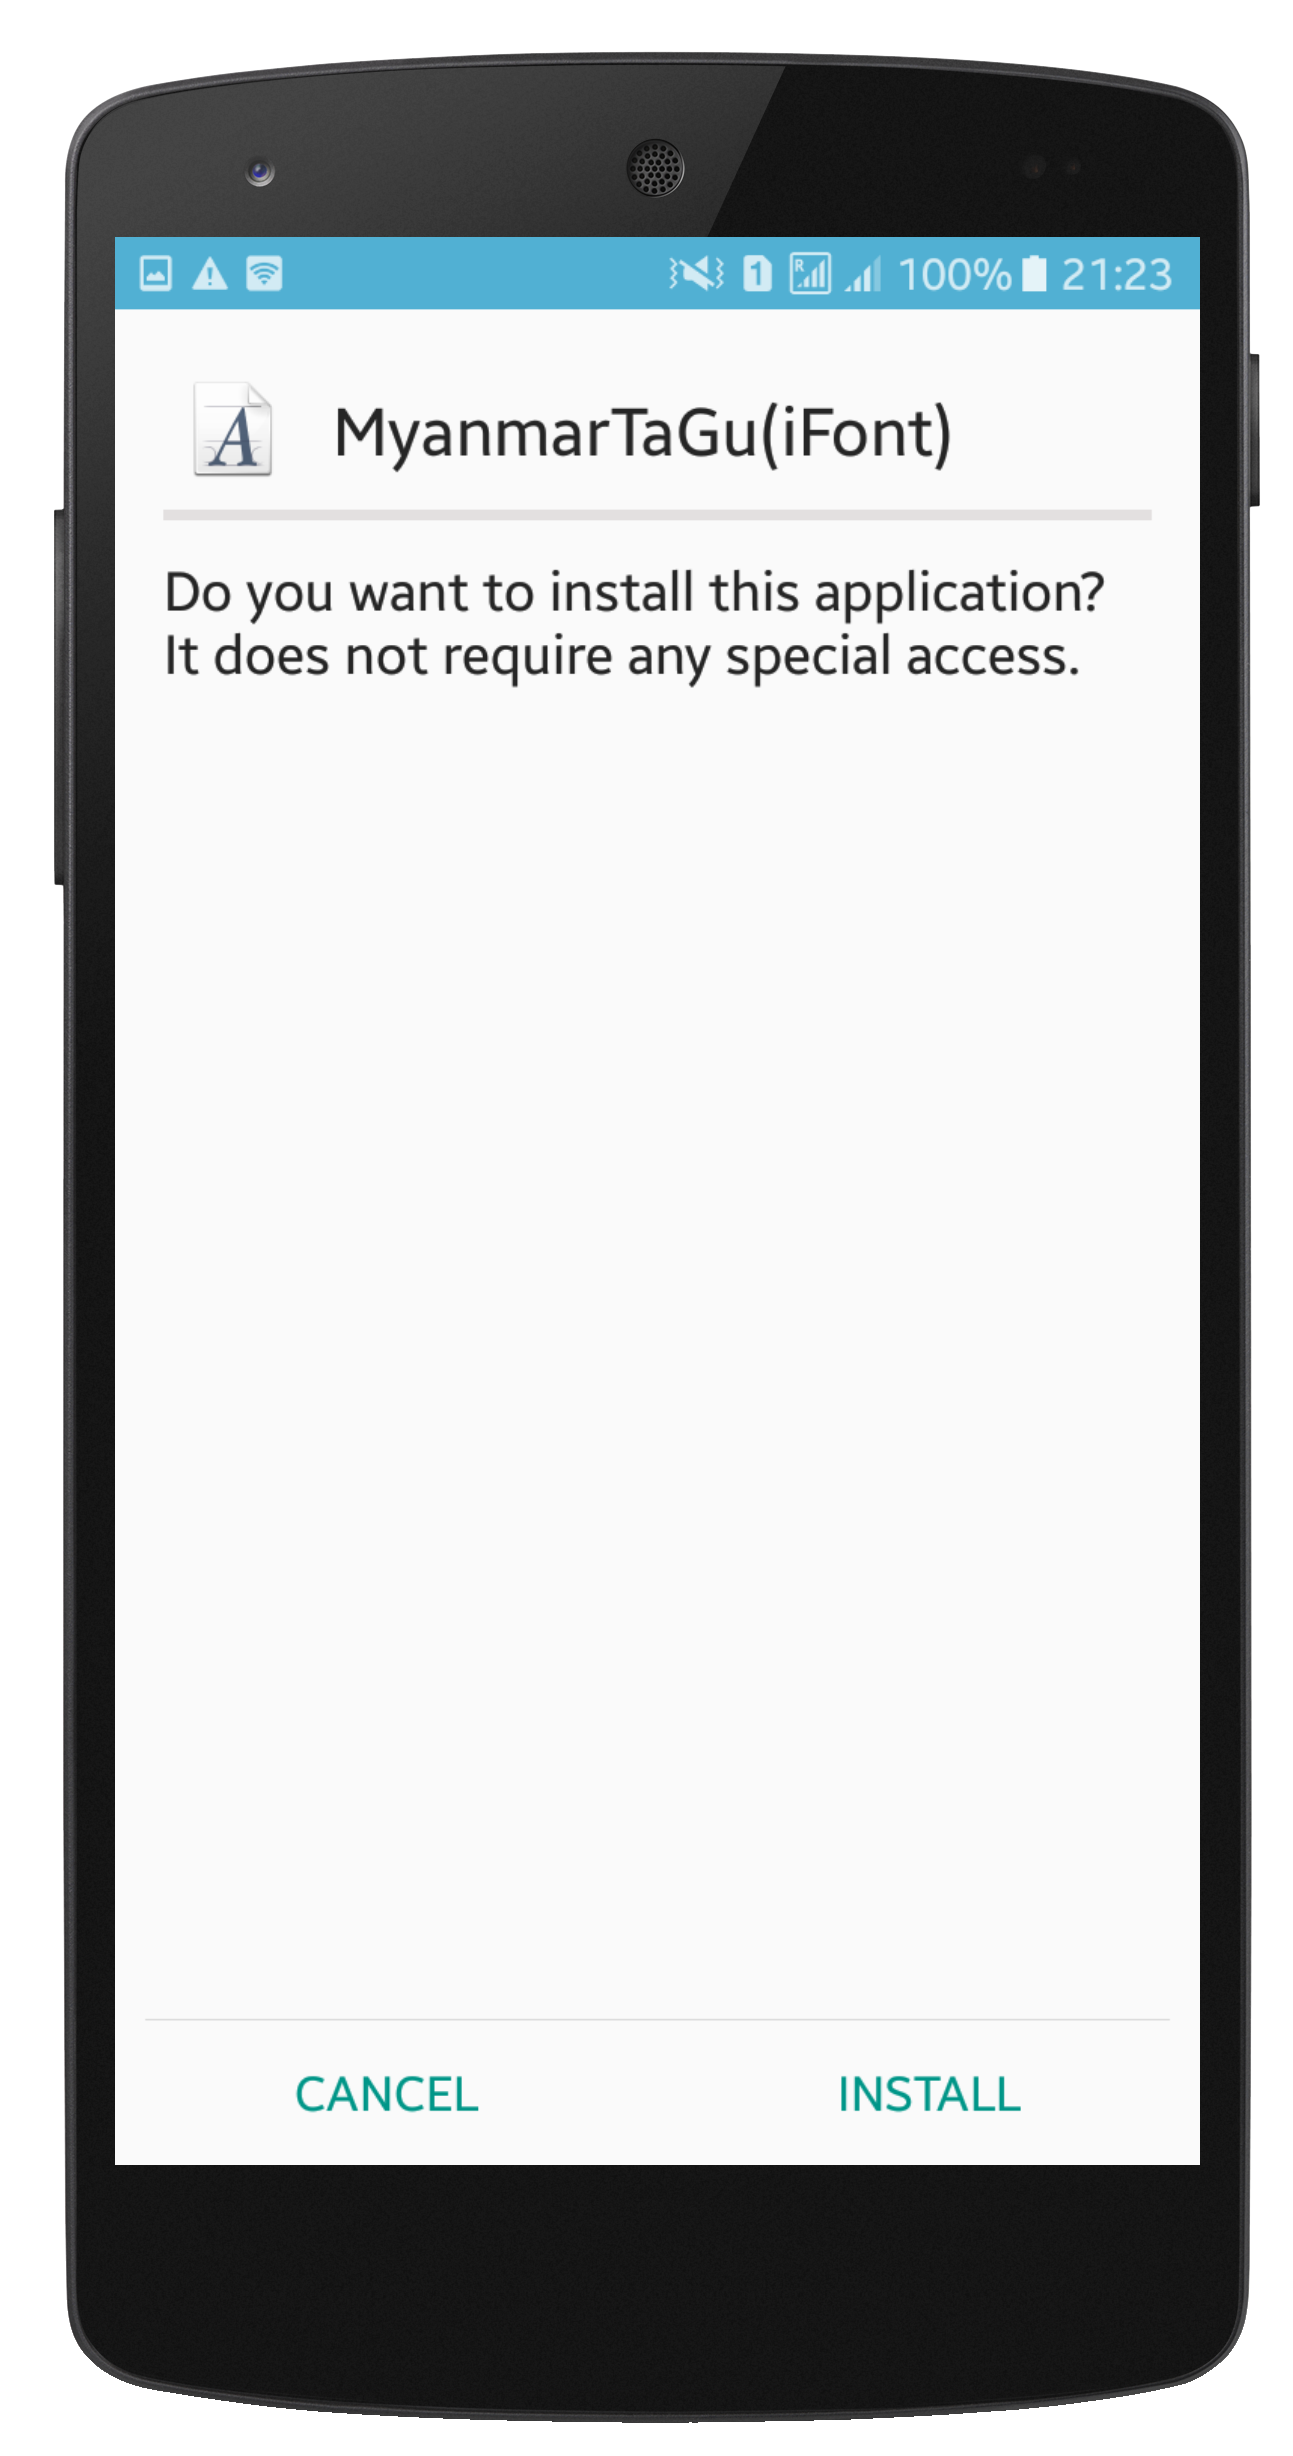 1 R 100% 21:23
A MyanmarTaGu(iFont)
Do you want to install this application?
It does not require any special access.
CANCEL INSTALL